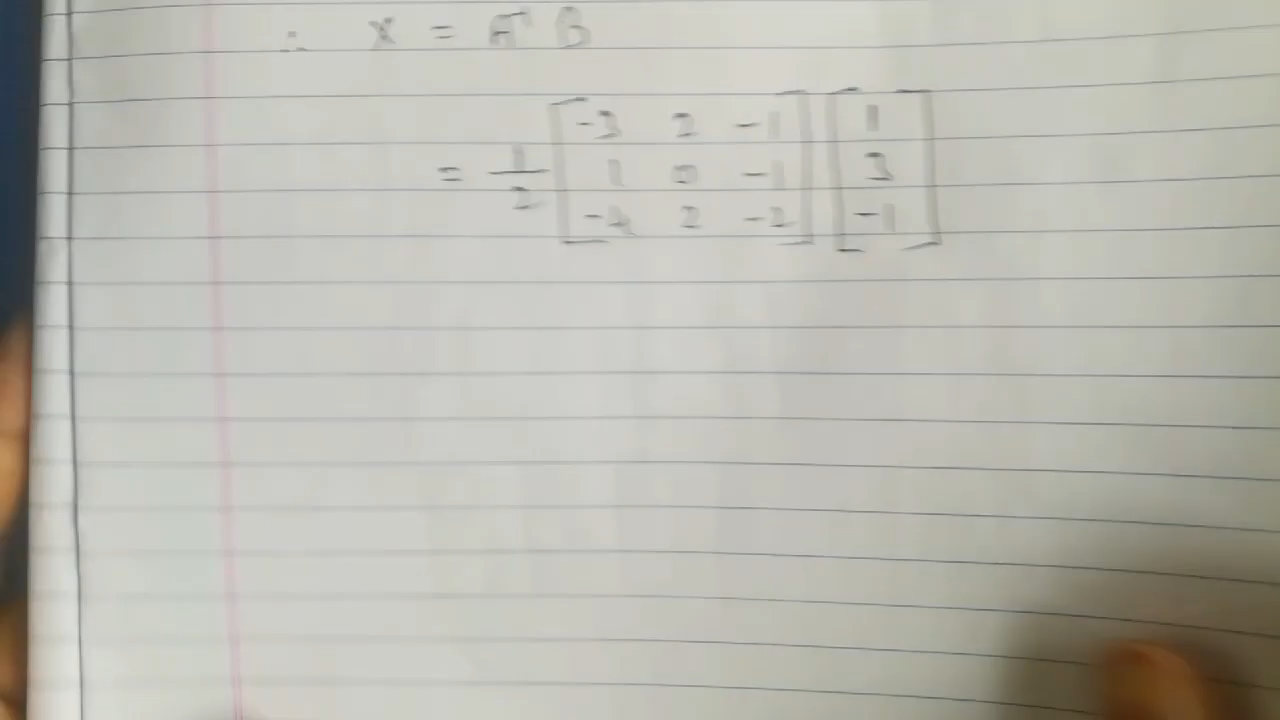 ∴ X = A⁻¹ B
= 1/2 [ -3 2 -1 ] [ 1 ]
[ 1 0 -1 ] [ 3 ]
[ -4 2 -2 ] [ -1 ]